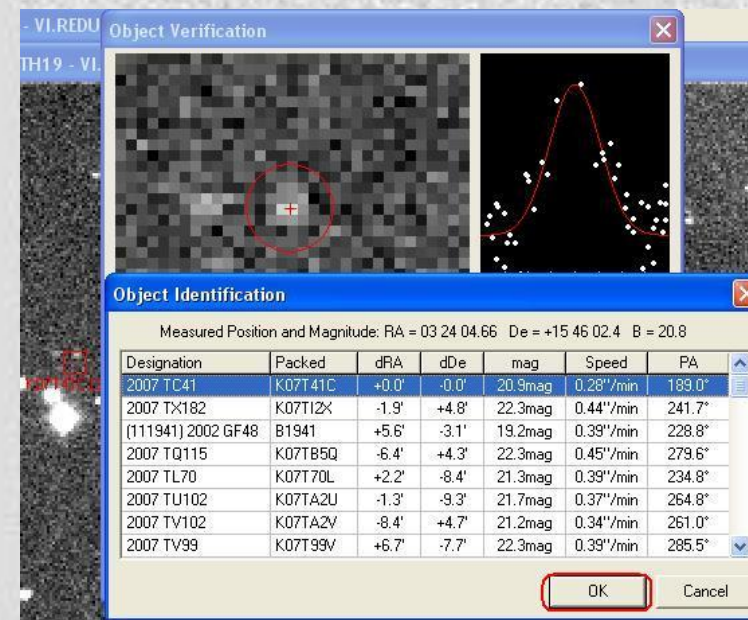 - VI.REDU
Object Verification
TH19 - VI.
Object Identification
Measured Position and Magnitude: RA = 03 24 04.66 De = +15 46 02.4 B = 20.8
Designation Packed dRA dDe mag Speed PA
2007 TC41 K07T41C +0.0' -0.0' 20.9mag 0.28''/min 189.0°
2007 TX182 K07TI2X -1.9' +4.8' 22.3mag 0.44''/min 241.7°
(111941) 2002 GF48 B1941 +5.6' -3.1' 19.2mag 0.39''/min 228.8°
2007 TQ115 K07TB5Q -6.4' +4.3' 22.3mag 0.45''/min 279.6°
2007 TL70 K07T70L +2.2' -8.4' 21.3mag 0.39''/min 234.8°
2007 TU102 K07TA2U -1.3' -9.3' 21.7mag 0.37''/min 264.8°
2007 TV102 K07TA2V -8.4' +4.7' 21.2mag 0.34''/min 261.0°
2007 TV99 K07T99V +6.7' -7.7' 22.3mag 0.39''/min 285.5°
OK Cancel